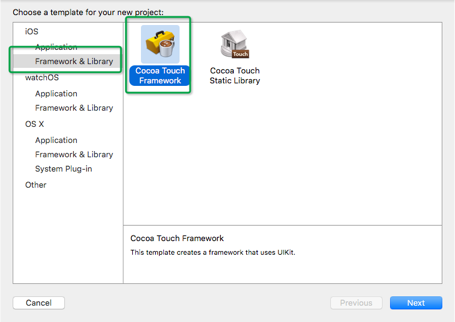 Choose a template for your new project:
iOS
Application
Framework & Library
watchOS
Application
Framework & Library
OS X
Application
Framework & Library
System Plug-in
Other
Cocoa Touch
Framework
Touch
Cocoa Touch
Static Library
Cocoa Touch Framework
This template creates a framework that uses UIKit.
Cancel
Previous
Next